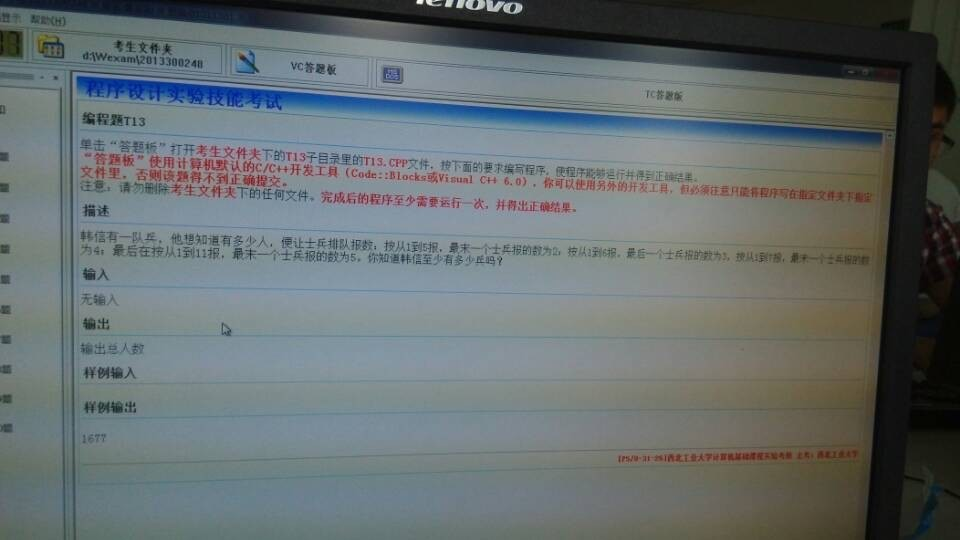 lenovo
显示 帮助(H)
考生文件夹
d:\Wexam\2013300248
VC答题板
TC答题版
程序设计实验技能考试
编程题T13
单击“答题板”打开考生文件夹下的T13子目录里的T13.CPP文件，按下面的要求编写程序，使程序能够运行并得到正确结果。
“答题板”使用计算机默认的C/C++开发工具（Code::Blocks或Visual C++ 6.0），你可以使用另外的开发工具，但必须注意只能将程序写在指定文件夹下指定
文件里。否则该题得不到正确提交。
注意：请勿删除考生文件夹下的任何文件。完成后的程序至少需要运行一次，并得出正确结果。
描述
韩信有一队兵，他想知道有多少人，便让士兵排队报数：按从1到5报，最末一个士兵报的数为2；按从1到6报，最后一个士兵报的数为3，按从1到7报，最末一个士兵报的数
为4；最后在按从1到11报，最末一个士兵报的数为5。你知道韩信至少有多少兵吗？
输入
无输入
输出
输出总人数
样例输入
样例输出
1677
西北工业大学计算机基础课程实验考核 主考：西北工业大学